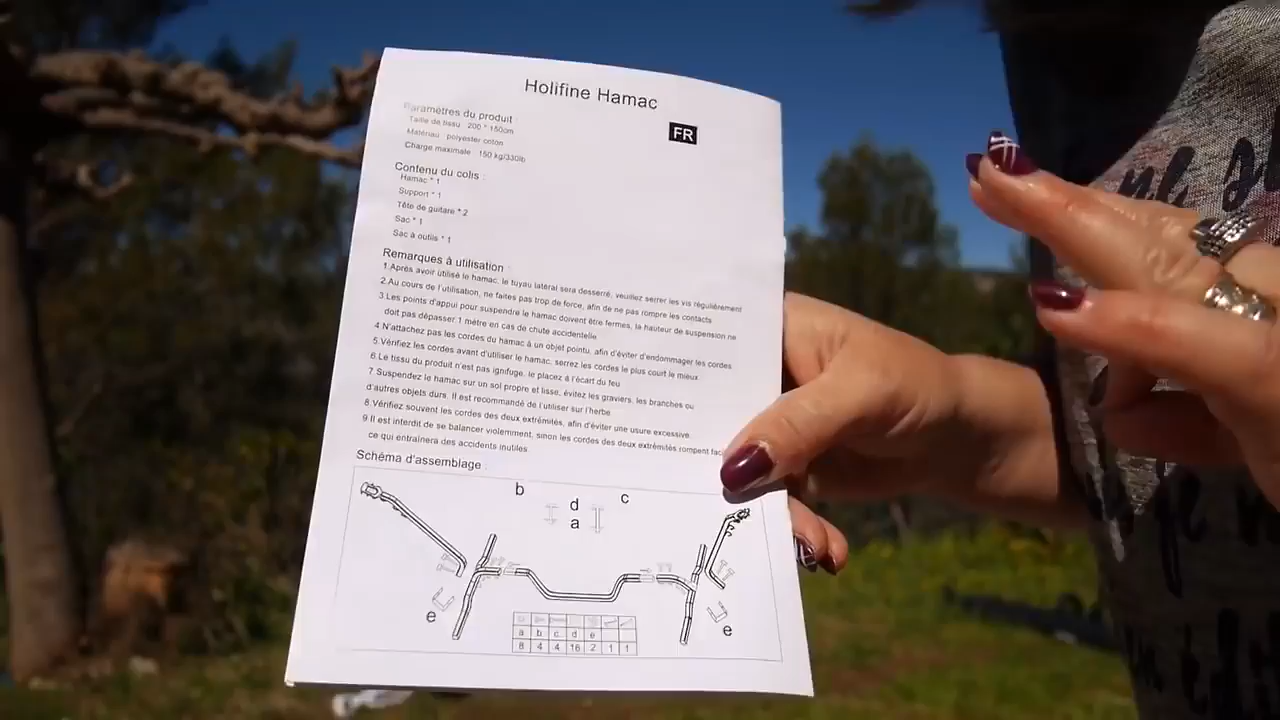 Holifine Hamac
FR
Paramètres du produit :
Taille de tissu : 200 * 150cm
Matériau : polyester coton
Charge maximale : 150 kg/330lb
Contenu du colis :
Hamac * 1
Support * 1
Tête de guitare * 2
Sac * 1
Sac à outils * 1
Remarques à utilisation :
1.Après avoir utilisé le hamac, le tuyau latéral sera desserré, veuillez serrer les vis régulièrement
2.Au cours de l'utilisation, ne faites pas trop de force, afin de ne pas rompre les contacts
3.Les points d'appui pour suspendre le hamac doivent être fermes, la hauteur de suspension ne
doit pas dépasser 1 mètre en cas de chute accidentelle
4.N'attachez pas les cordes du hamac à un objet pointu, afin d'éviter d'endommager les cordes
5.Vérifiez les cordes avant d'utiliser le hamac, serrez les cordes le plus court le mieux
6.Le tissu du produit n'est pas ignifuge, le placez à l'écart du feu
7.Suspendez le hamac sur un sol propre et lisse, évitez les graviers, les branches ou
d'autres objets durs. Il est recommandé de l'utiliser sur l'herbe
8.Vérifiez souvent les cordes des deux extrémités, afin d'éviter une usure excessive
9.Il est interdit de se balancer violemment, sinon les cordes des deux extrémités rompent faci
ce qui entraînera des accidents inutiles
Schéma d'assemblage :
b d c
a
e e
a b c d e
8 4 4 16 2 1 1